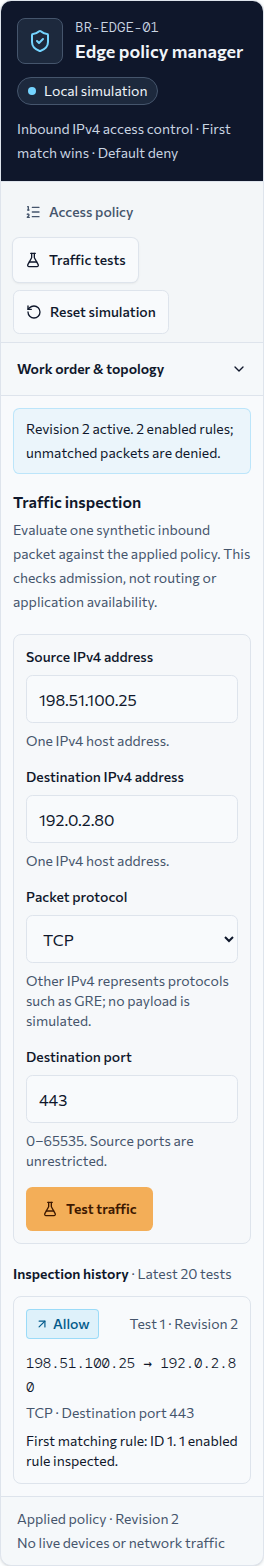 BR-EDGE-01
Edge policy manager
Local simulation
Inbound IPv4 access control · First
match wins · Default deny
Access policy
Traffic tests
Reset simulation
Work order & topology
Revision 2 active. 2 enabled rules;
unmatched packets are denied.
Traffic inspection
Evaluate one synthetic inbound
packet against the applied policy. This
checks admission, not routing or
application availability.
Source IPv4 address
198.51.100.25
One IPv4 host address.
Destination IPv4 address
192.0.2.80
One IPv4 host address.
Packet protocol
TCP
Other IPv4 represents protocols
such as GRE; no payload is
simulated.
Destination port
443
0–65535. Source ports are
unrestricted.
Test traffic
Inspection history · Latest 20 tests
Allow
Test 1 · Revision 2
198.51.100.25 → 192.0.2.8
0
TCP · Destination port 443
First matching rule: ID 1. 1 enabled
rule inspected.
Applied policy · Revision 2
No live devices or network traffic